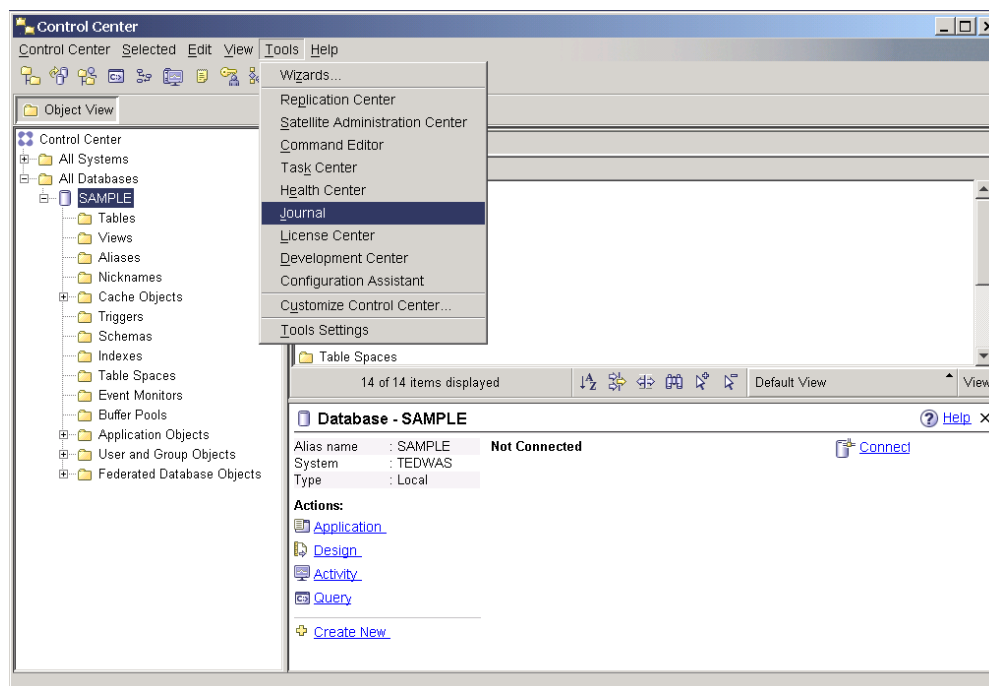 Control Center
Control Center Selected Edit View Tools Help
Object View
Control Center
All Systems
All Databases
SAMPLE
Tables
Views
Aliases
Nicknames
Cache Objects
Triggers
Schemas
Indexes
Table Spaces
Event Monitors
Buffer Pools
Application Objects
User and Group Objects
Federated Database Objects
Wizards...
Replication Center
Satellite Administration Center
Command Editor
Task Center
Health Center
Journal
License Center
Development Center
Configuration Assistant
Customize Control Center...
Tools Settings
Table Spaces
14 of 14 items displayed Default View View
Database - SAMPLE Help
Alias name : SAMPLE Not Connected Connect
System : TEDWAS
Type : Local
Actions:
Application
Design
Activity
Query
Create New